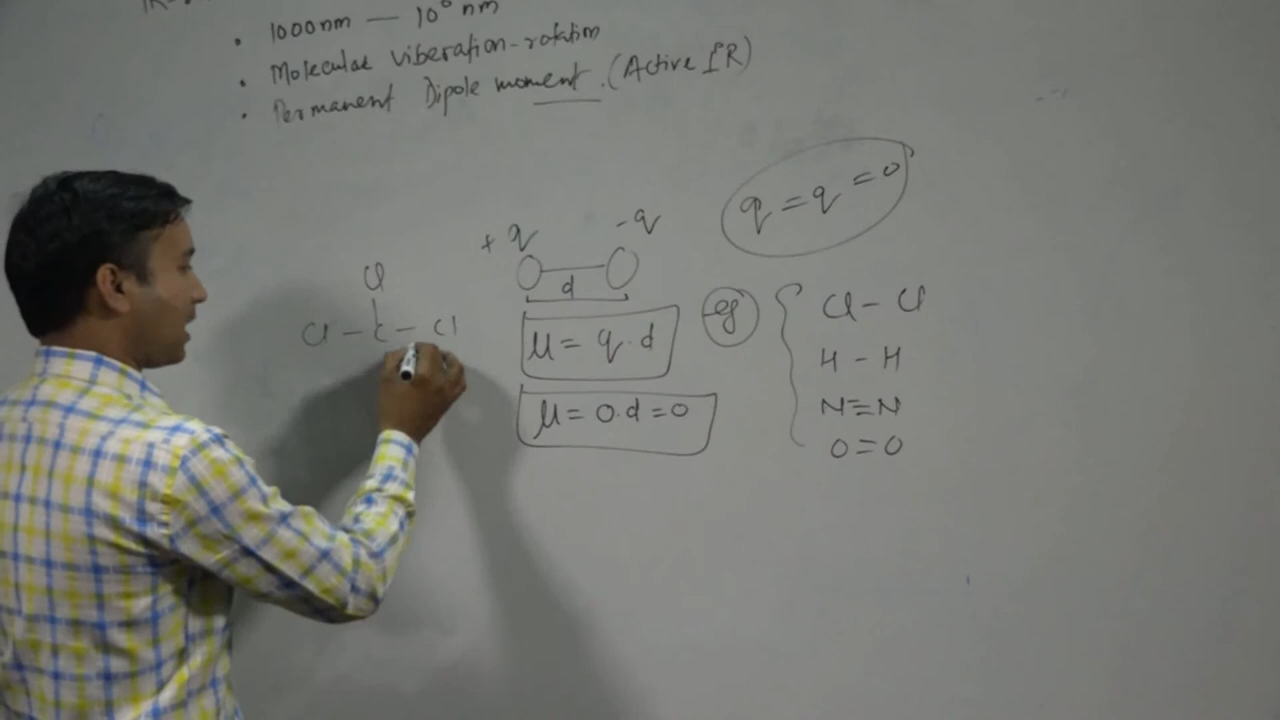 IR
• 1000nm — 10⁶ nm
• Molecular viberation-rotation
• Permanent Dipole moment. (Active IR)
q = q = 0
+q -q
d
Cl
Cl - C - Cl
μ = q.d
eg
Cl - Cl
H - H
μ = 0.d = 0
N≡N
O=O